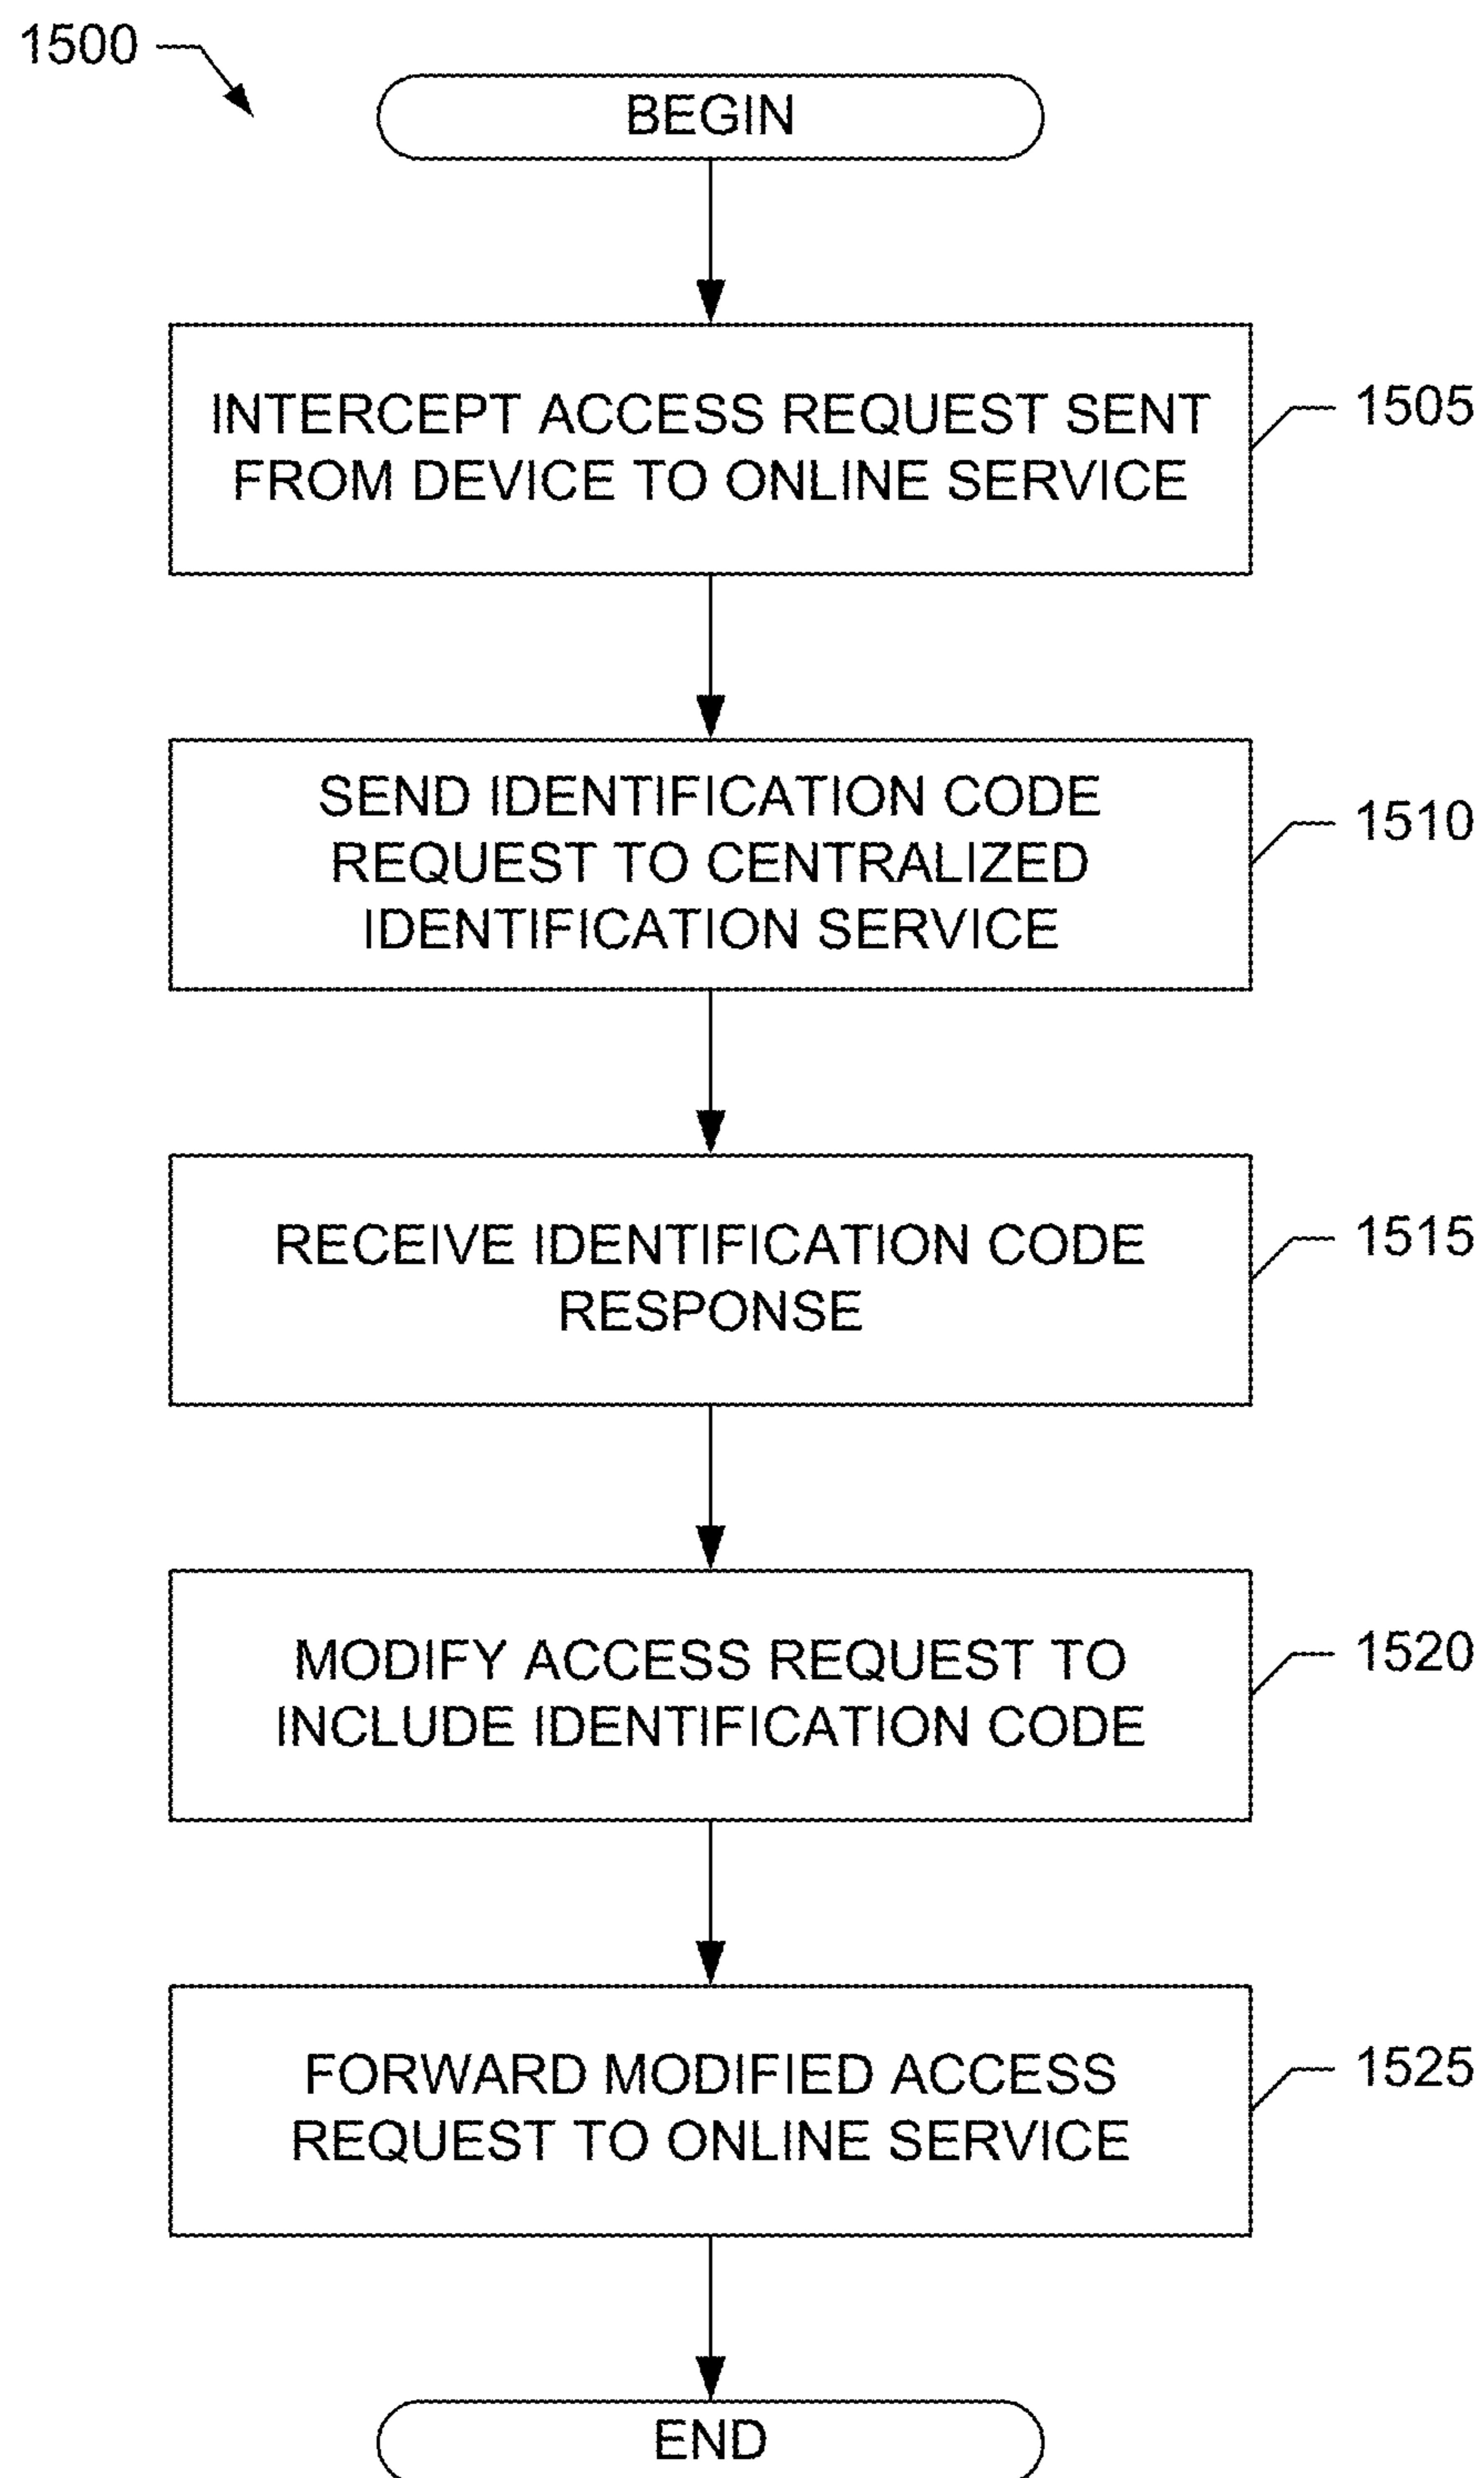 1500
BEGIN
INTERCEPT ACCESS REQUEST SENT
FROM DEVICE TO ONLINE SERVICE
1505
SEND IDENTIFICATION CODE
REQUEST TO CENTRALIZED
IDENTIFICATION SERVICE
1510
RECEIVE IDENTIFICATION CODE
RESPONSE
1515
MODIFY ACCESS REQUEST TO
INCLUDE IDENTIFICATION CODE
1520
FORWARD MODIFIED ACCESS
REQUEST TO ONLINE SERVICE
1525
END